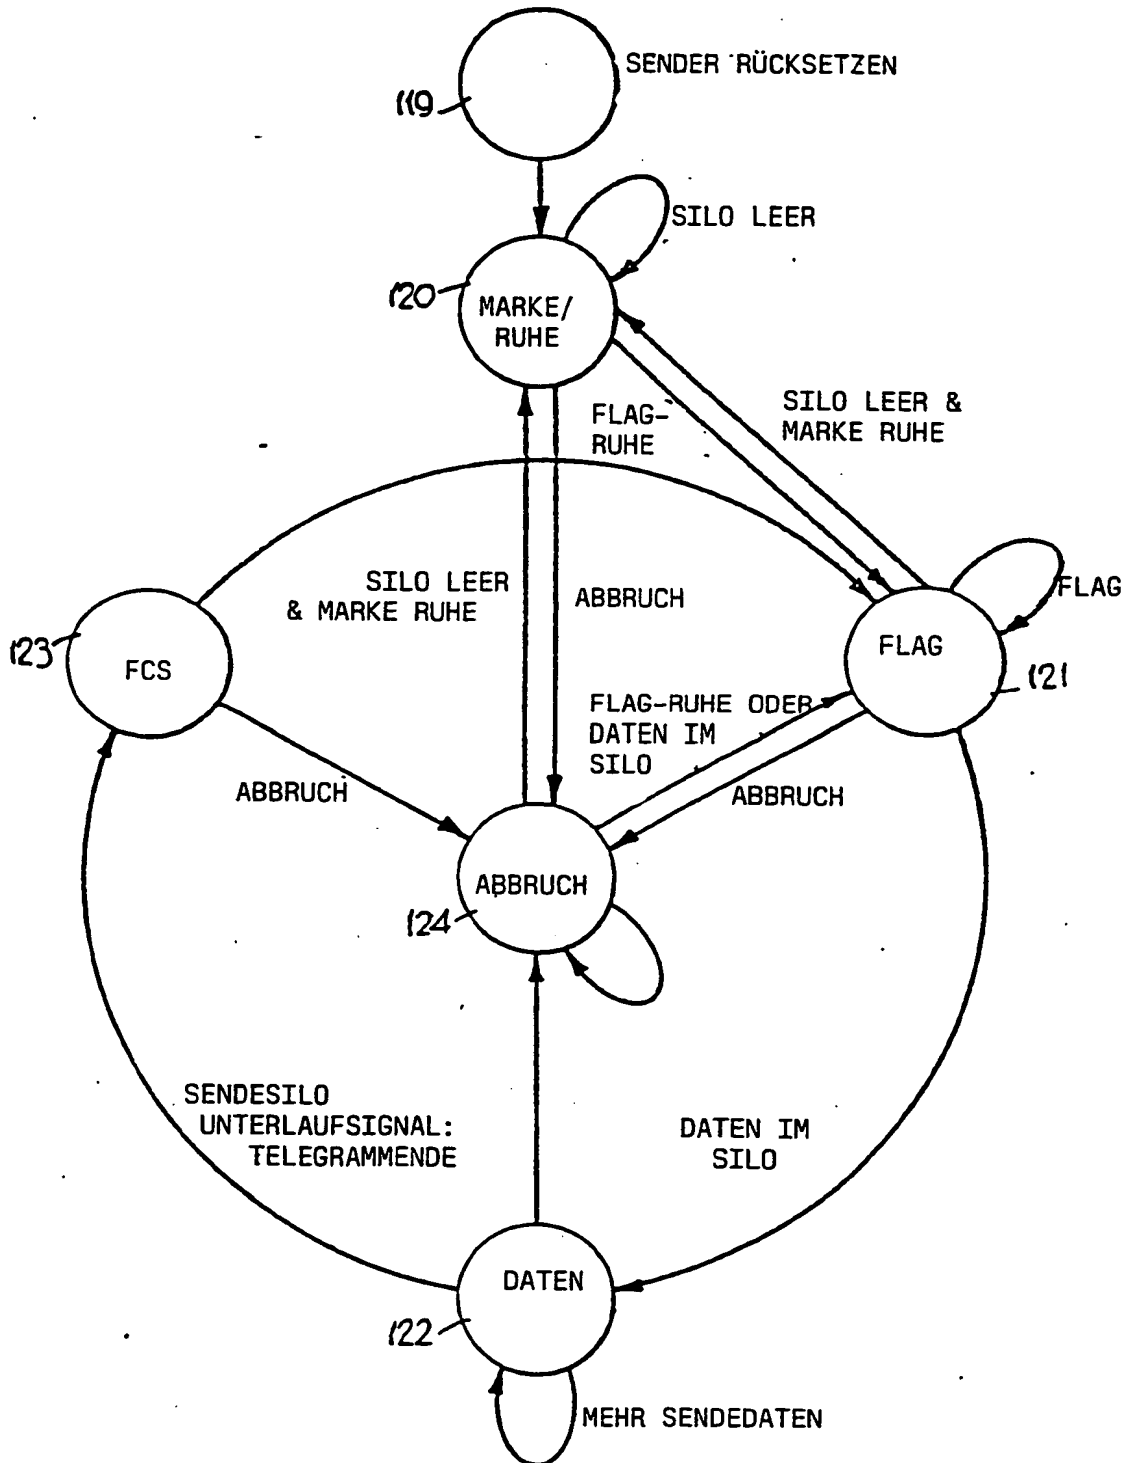 SENDER RÜCKSETZEN
119
SILO LEER
120
MARKE/
RUHE
FLAG-
RUHE
SILO LEER &
MARKE RUHE
SILO LEER
& MARKE RUHE
ABBRUCH
FLAG
123
FCS
FLAG
121
FLAG-RUHE ODER
DATEN IM
SILO
ABBRUCH
ABBRUCH
ABBRUCH
124
SENDESILO
UNTERLAUFSIGNAL:
TELEGRAMMENDE
DATEN IM
SILO
DATEN
122
MEHR SENDEDATEN